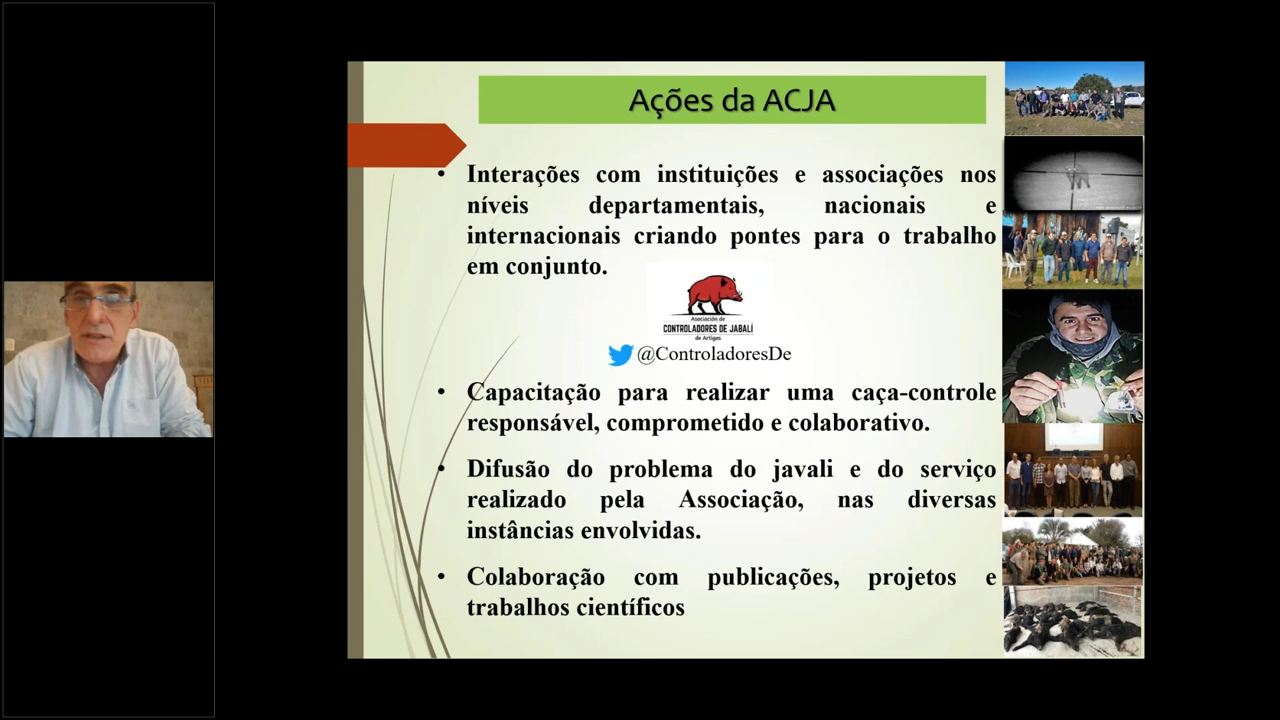 Ações da ACJA
• Interações com instituições e associações nos
níveis departamentais, nacionais e
internacionais criando pontes para o trabalho
em conjunto.
Asociación de
CONTROLADORES DE JABALÍ
de Artigas
@ControladoresDe
• Capacitação para realizar uma caça-controle
responsável, comprometido e colaborativo.
• Difusão do problema do javali e do serviço
realizado pela Associação, nas diversas
instâncias envolvidas.
• Colaboração com publicações, projetos e
trabalhos científicos